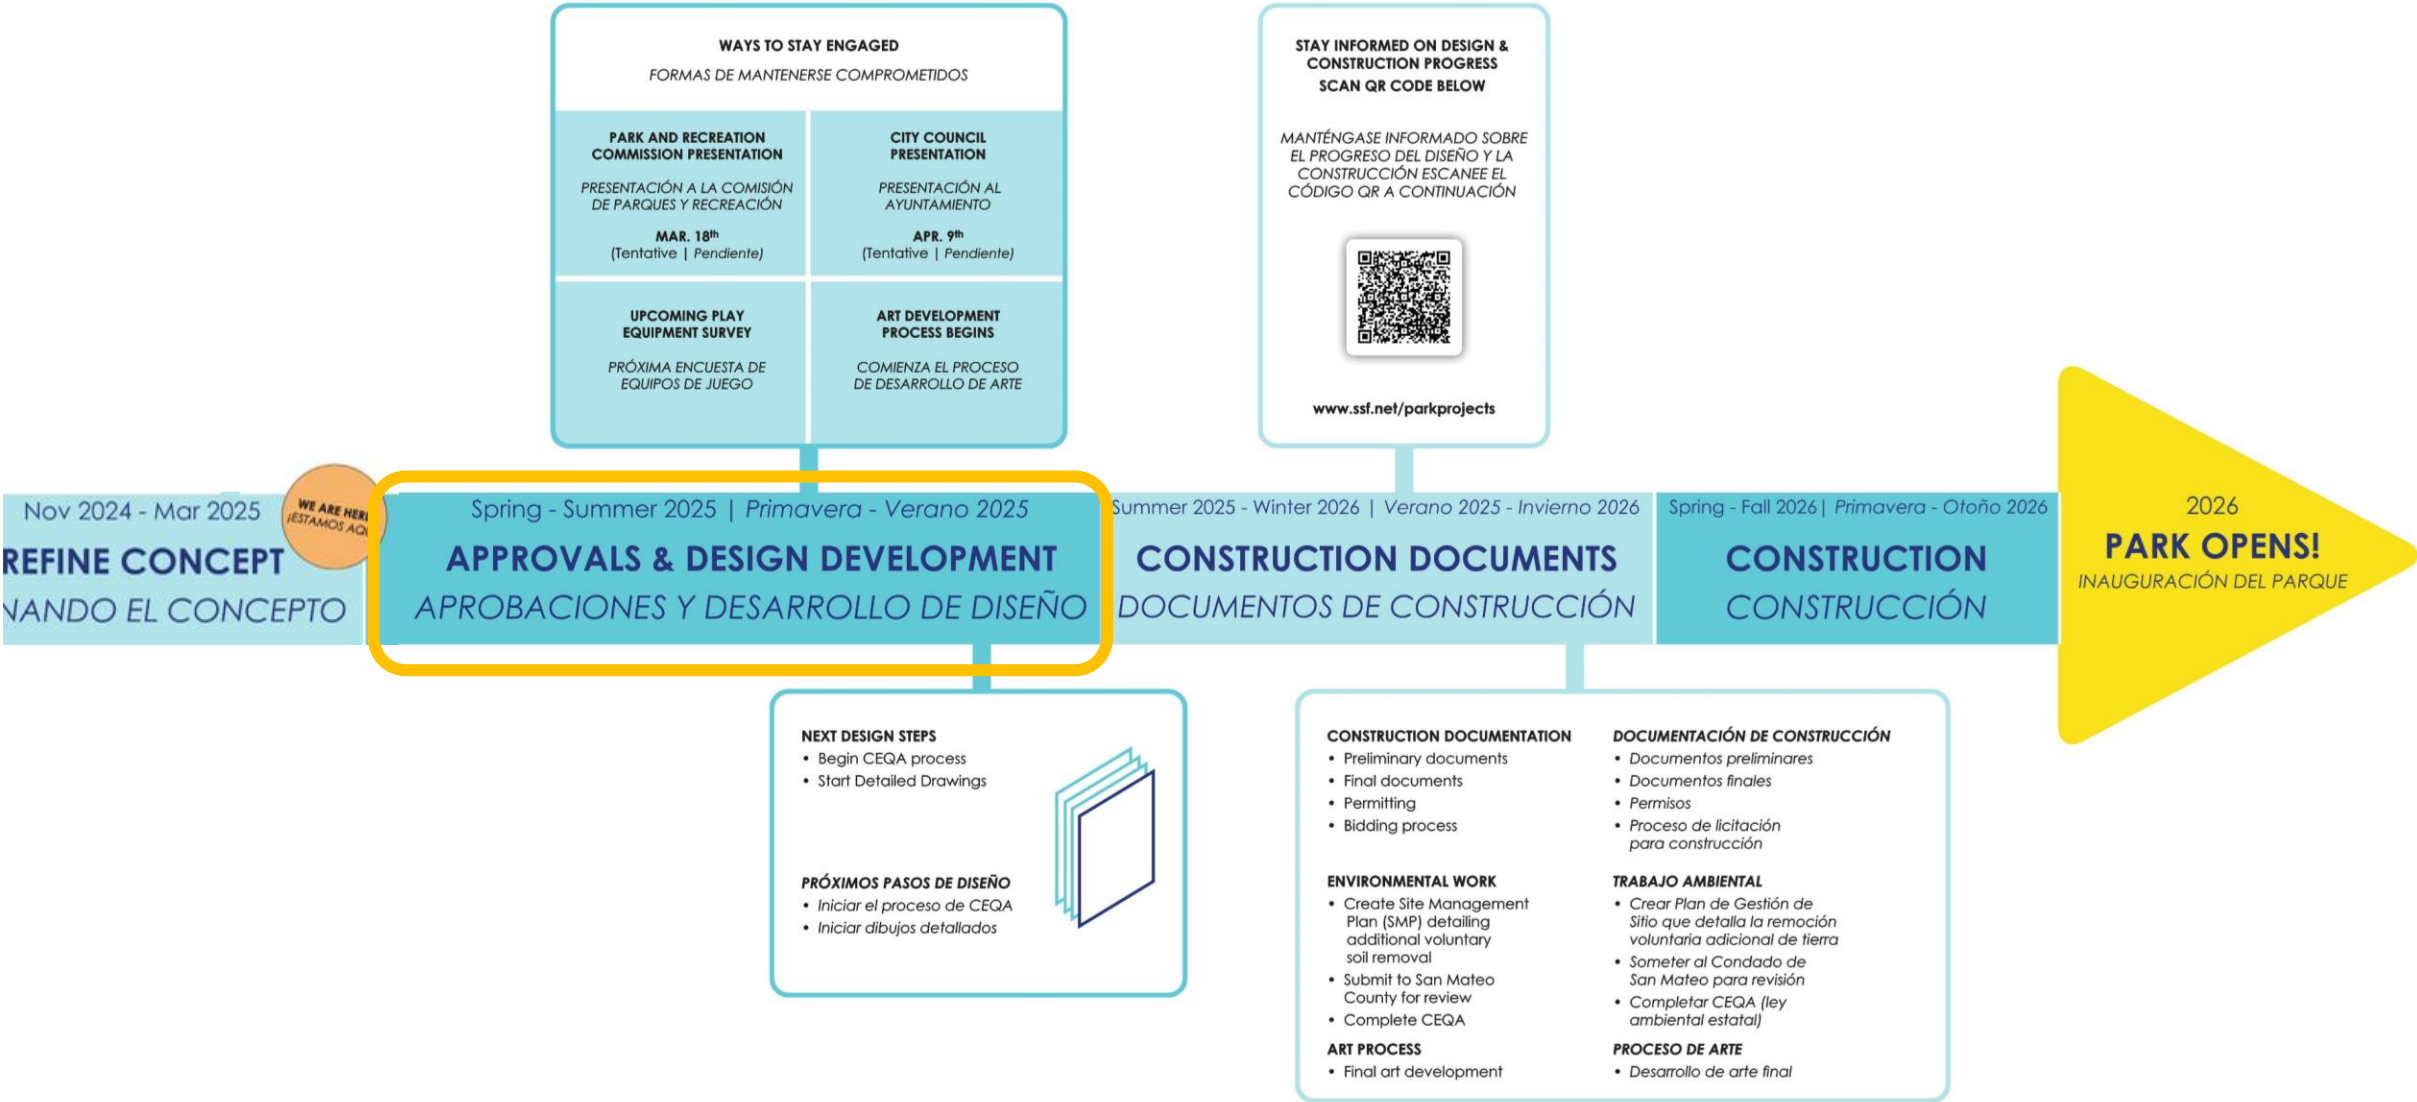 WAYS TO STAY ENGAGED
FORMAS DE MANTENERSE COMPROMETIDOS
PARK AND RECREATION
COMMISSION PRESENTATION
PRESENTACIÓN A LA COMISIÓN
DE PARQUES Y RECREACIÓN
MAR. 18th
(Tentative | Pendiente)
CITY COUNCIL
PRESENTATION
PRESENTACIÓN AL
AYUNTAMIENTO
APR. 9th
(Tentative | Pendiente)
UPCOMING PLAY
EQUIPMENT SURVEY
PRÓXIMA ENCUESTA DE
EQUIPOS DE JUEGO
ART DEVELOPMENT
PROCESS BEGINS
COMIENZA EL PROCESO
DE DESARROLLO DE ARTE
STAY INFORMED ON DESIGN &
CONSTRUCTION PROGRESS
SCAN QR CODE BELOW
MANTÉNGASE INFORMADO SOBRE
EL PROGRESO DEL DISEÑO Y LA
CONSTRUCCIÓN ESCANEE EL
CÓDIGO QR A CONTINUACIÓN
www.ssf.net/parkprojects
Nov 2024 - Mar 2025
REFINE CONCEPT
NANDO EL CONCEPTO
WE ARE HER
¡ESTAMOS AQ
Spring - Summer 2025 | Primavera - Verano 2025
APPROVALS & DESIGN DEVELOPMENT
APROBACIONES Y DESARROLLO DE DISEÑO
Summer 2025 - Winter 2026 | Verano 2025 - Invierno 2026
CONSTRUCTION DOCUMENTS
DOCUMENTOS DE CONSTRUCCIÓN
Spring - Fall 2026| Primavera - Otoño 2026
CONSTRUCTION
CONSTRUCCIÓN
2026
PARK OPENS!
INAUGURACIÓN DEL PARQUE
NEXT DESIGN STEPS
• Begin CEQA process
• Start Detailed Drawings
PRÓXIMOS PASOS DE DISEÑO
• Iniciar el proceso de CEQA
• Iniciar dibujos detallados
CONSTRUCTION DOCUMENTATION
• Preliminary documents
• Final documents
• Permitting
• Bidding process
ENVIRONMENTAL WORK
• Create Site Management
Plan (SMP) detailing
additional voluntary
soil removal
• Submit to San Mateo
County for review
• Complete CEQA
ART PROCESS
• Final art development
DOCUMENTACIÓN DE CONSTRUCCIÓN
• Documentos preliminares
• Documentos finales
• Permisos
• Proceso de licitación
para construcción
TRABAJO AMBIENTAL
• Crear Plan de Gestión de
Sitio que detalla la remoción
voluntaria adicional de tierra
• Someter al Condado de
San Mateo para revisión
• Completar CEQA (ley
ambiental estatal)
PROCESO DE ARTE
• Desarrollo de arte final